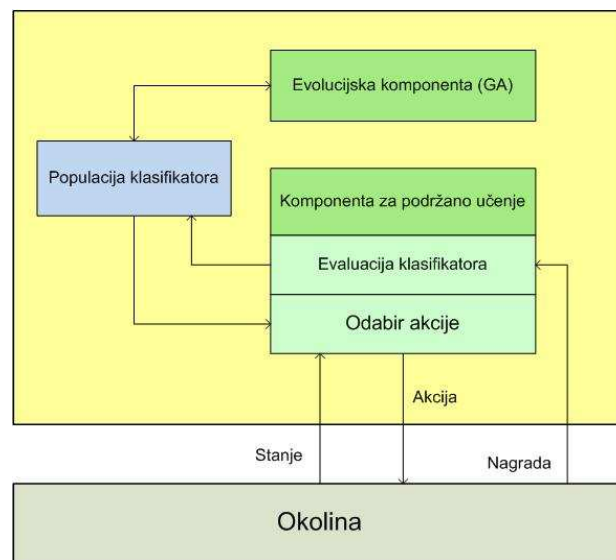 Evolucijska komponenta (GA)
Populacija klasifikatora
Komponenta za podržano učenje
Evaluacija klasifikatora
Odabir akcije
Akcija
Stanje
Nagrada
Okolina